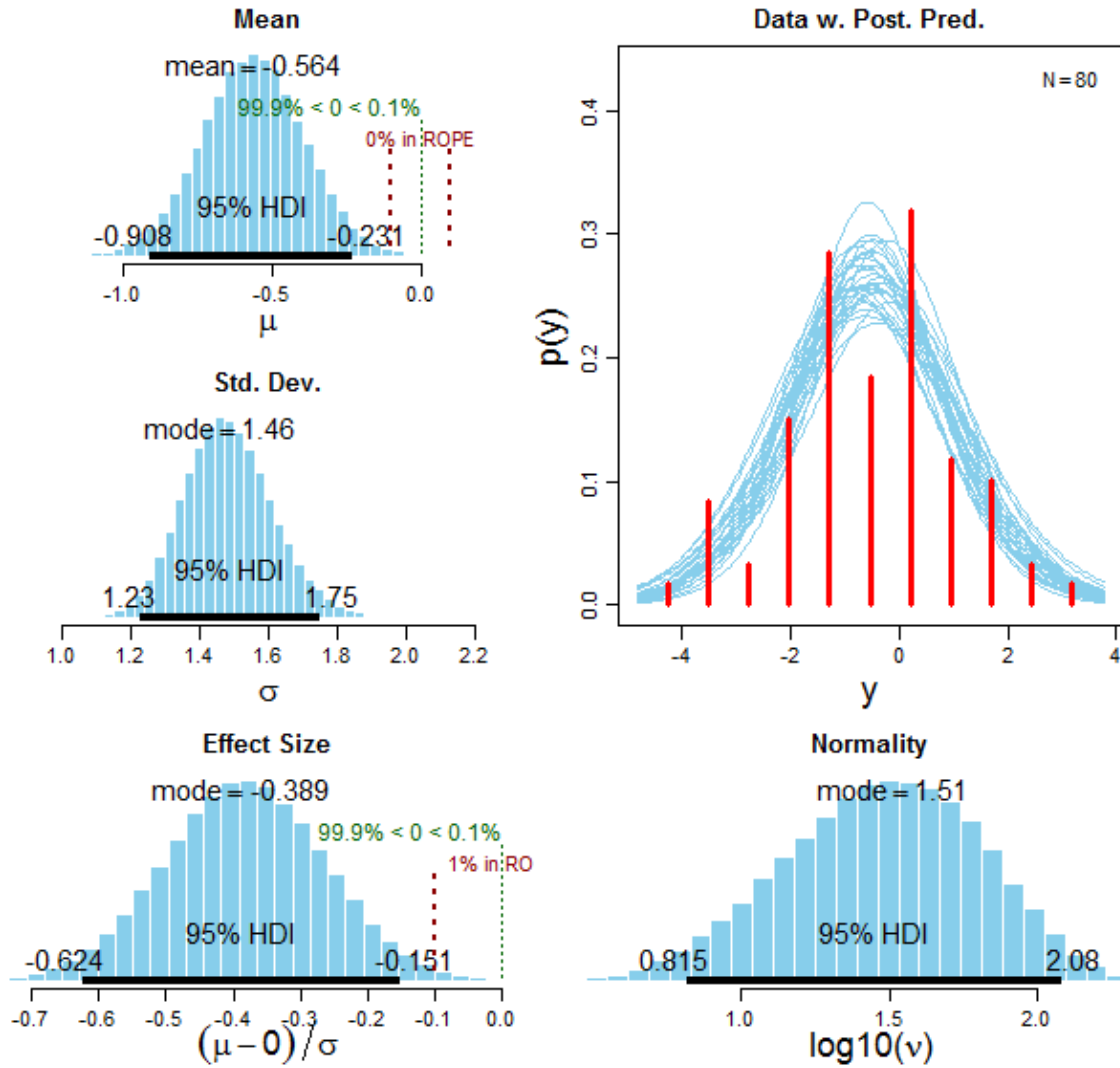 Mean
mean = -0.564
99.9% < 0 < 0.1%
0% in ROPE
95% HDI
-0.908
-0.231
-1.0
-0.5
0.0
μ
Data w. Post. Pred.
N = 80
p(y)
0.4
0.3
0.2
0.1
0.0
-4
-2
0
2
4
y
Std. Dev.
mode = 1.46
95% HDI
1.23
1.75
1.0
1.2
1.4
1.6
1.8
2.0
2.2
σ
Effect Size
mode = -0.389
99.9% < 0 < 0.1%
1% in RO
95% HDI
-0.624
-0.151
-0.7
-0.6
-0.5
-0.4
-0.3
-0.2
-0.1
0.0
(μ − 0)/σ
Normality
mode = 1.51
95% HDI
0.815
2.08
1.0
1.5
2.0
log10(ν)